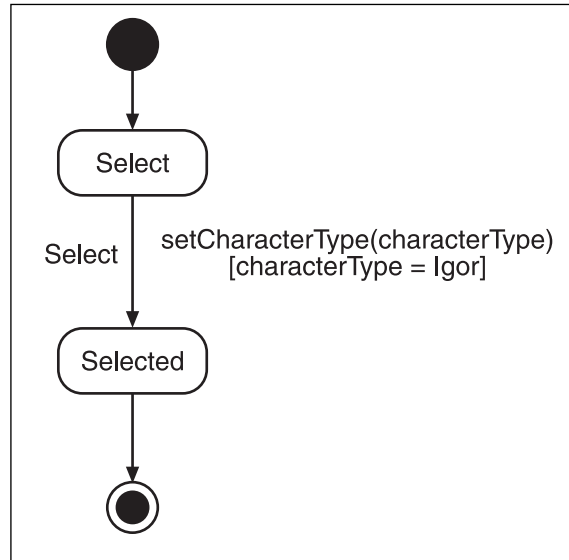 Select
Select
setCharacterType(characterType)
[characterType = Igor]
Selected